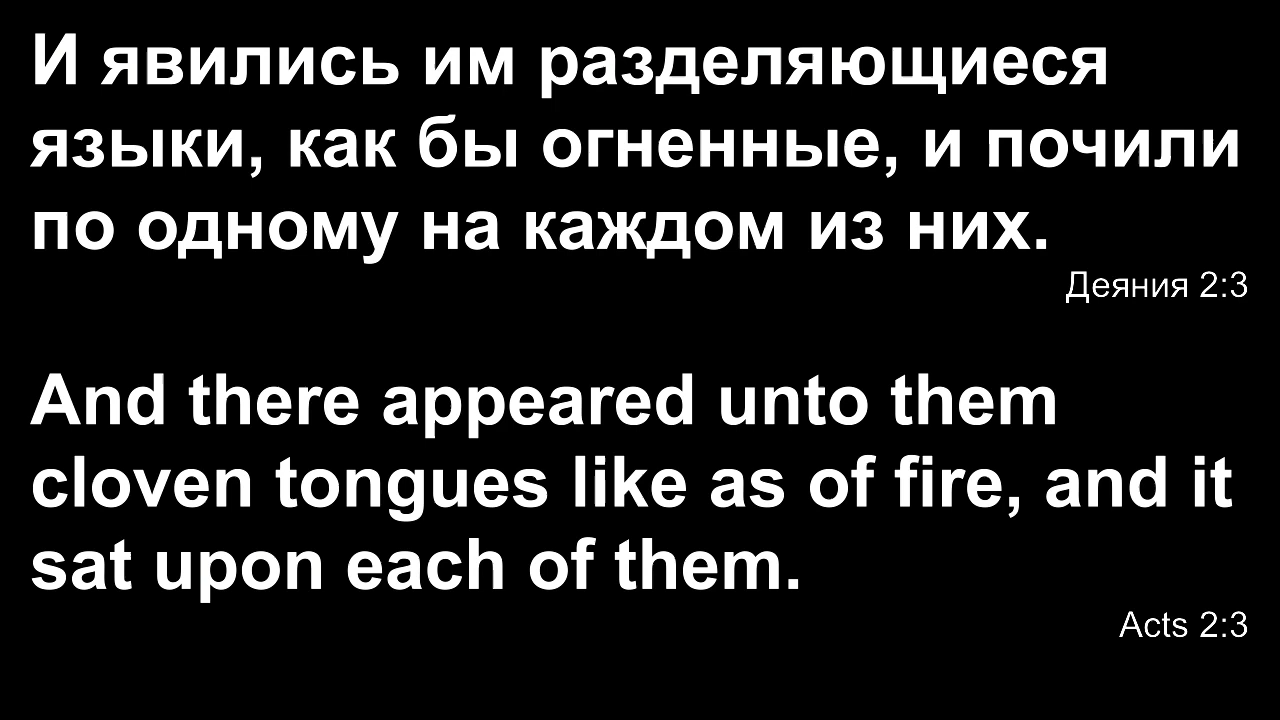 И явились им разделяющиеся
языки, как бы огненные, и почили
по одному на каждом из них.
Деяния 2:3
And there appeared unto them
cloven tongues like as of fire, and it
sat upon each of them.
Acts 2:3